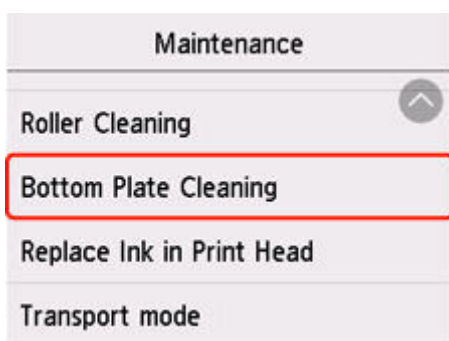 Maintenance
Roller Cleaning
Bottom Plate Cleaning
Replace Ink in Print Head
Transport mode